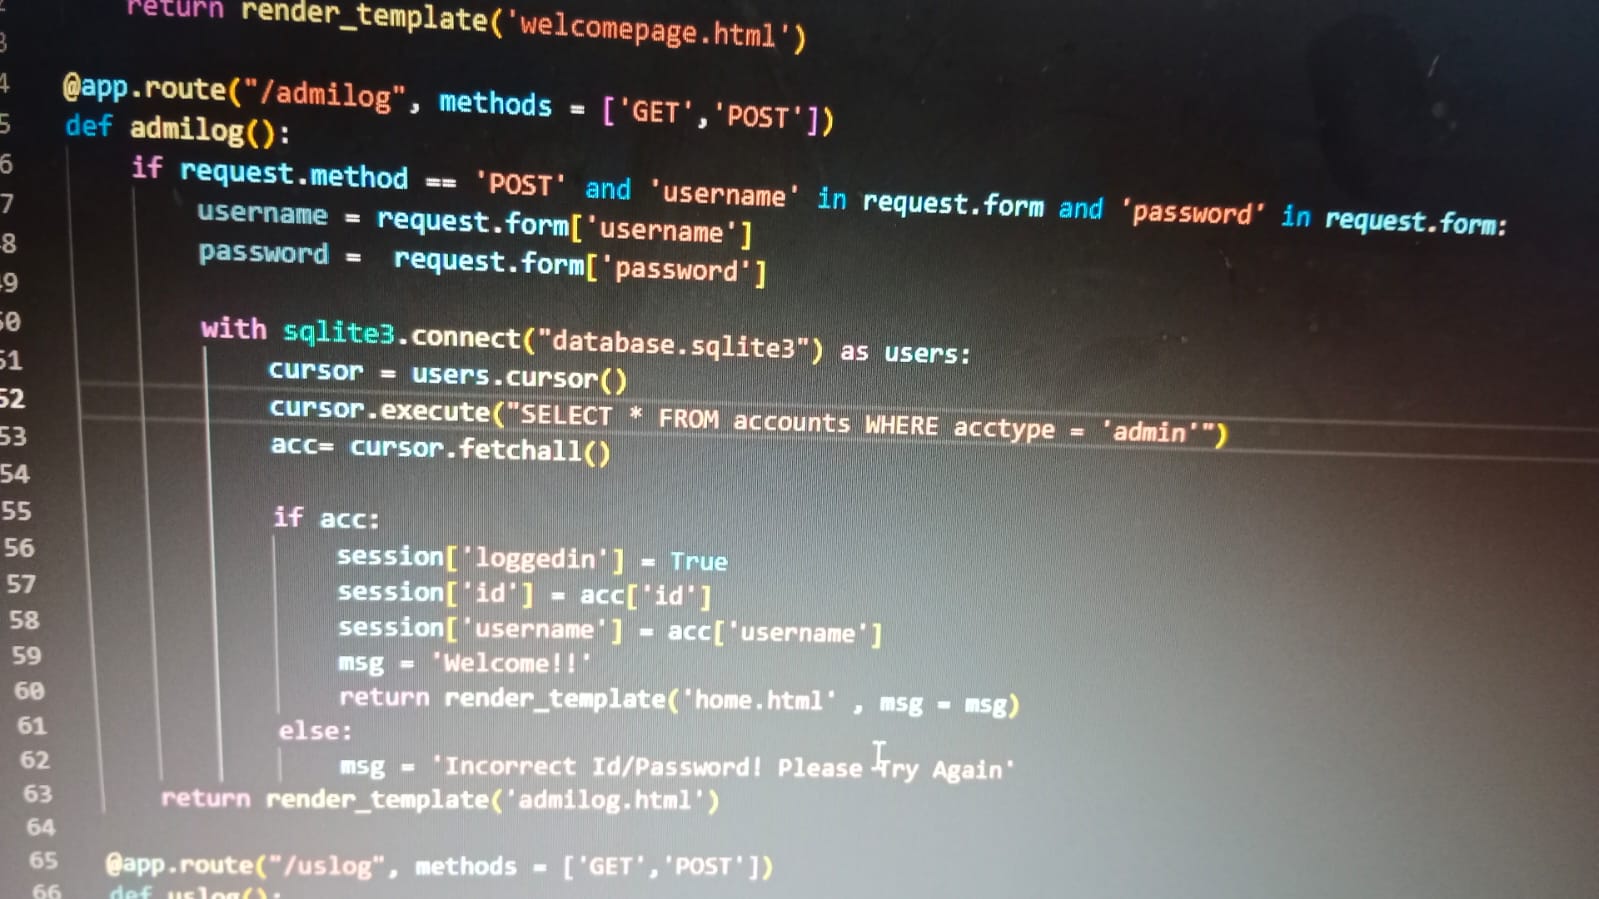 return render_template('welcomepage.html')
3
4 @app.route("/admilog", methods = ['GET','POST'])
5 def admilog():
6 if request.method == 'POST' and 'username' in request.form and 'password' in request.form:
7 username = request.form['username']
8 password =  request.form['password']
49
50 with sqlite3.connect("database.sqlite3") as users:
51 cursor = users.cursor()
52 cursor.execute("SELECT * FROM accounts WHERE acctype = 'admin'")
53 acc= cursor.fetchall()
54
55 if acc:
56 session['loggedin'] = True
57 session['id'] = acc['id']
58 session['username'] = acc['username']
59 msg = 'Welcome!!'
60 return render_template('home.html' , msg = msg)
61 else:
62 msg = 'Incorrect Id/Password! Please Try Again'
63 return render_template('admilog.html')
64
65 @app.route("/uslog", methods = ['GET','POST'])
66 def uslog():